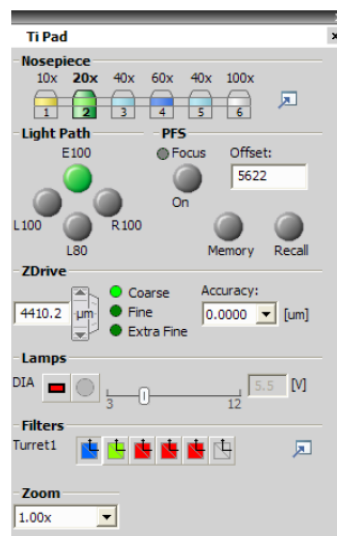 Ti Pad
Nosepiece
10x 20x 40x 60x 40x 100x
1 2 3 4 5 6
Light Path
E100
L100 R100
L80
PFS
Focus Offset:
5622
On
Memory Recall
ZDrive
4410.2 µm
Coarse
Fine
Extra Fine
Accuracy:
0.0000 [um]
Lamps
DIA
3 12
5.5 [V]
Filters
Turret1
Zoom
1.00x